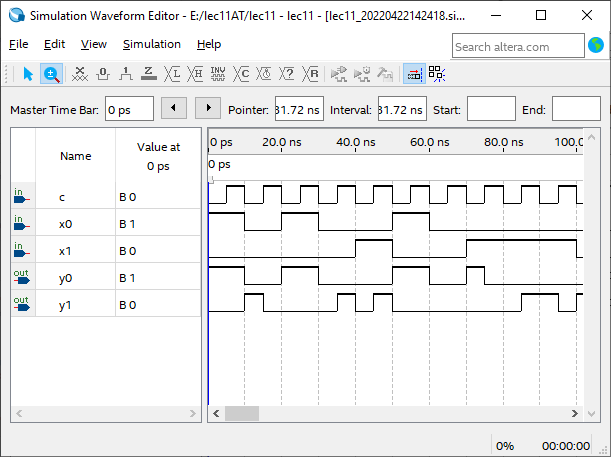 Simulation Waveform Editor - E:/lec11AT/lec11 - lec11 - [lec11_20220422142418.si...
File Edit View Simulation Help
Search altera.com
Master Time Bar: 0 ps Pointer: 31.72 ns Interval: 31.72 ns Start: End:
Name Value at 0 ps
0 ps 20.0 ns 40.0 ns 60.0 ns 80.0 ns 100.0
0 ps
in c B 0
in x0 B 1
in x1 B 0
out y0 B 1
out y1 B 0
0% 00:00:00